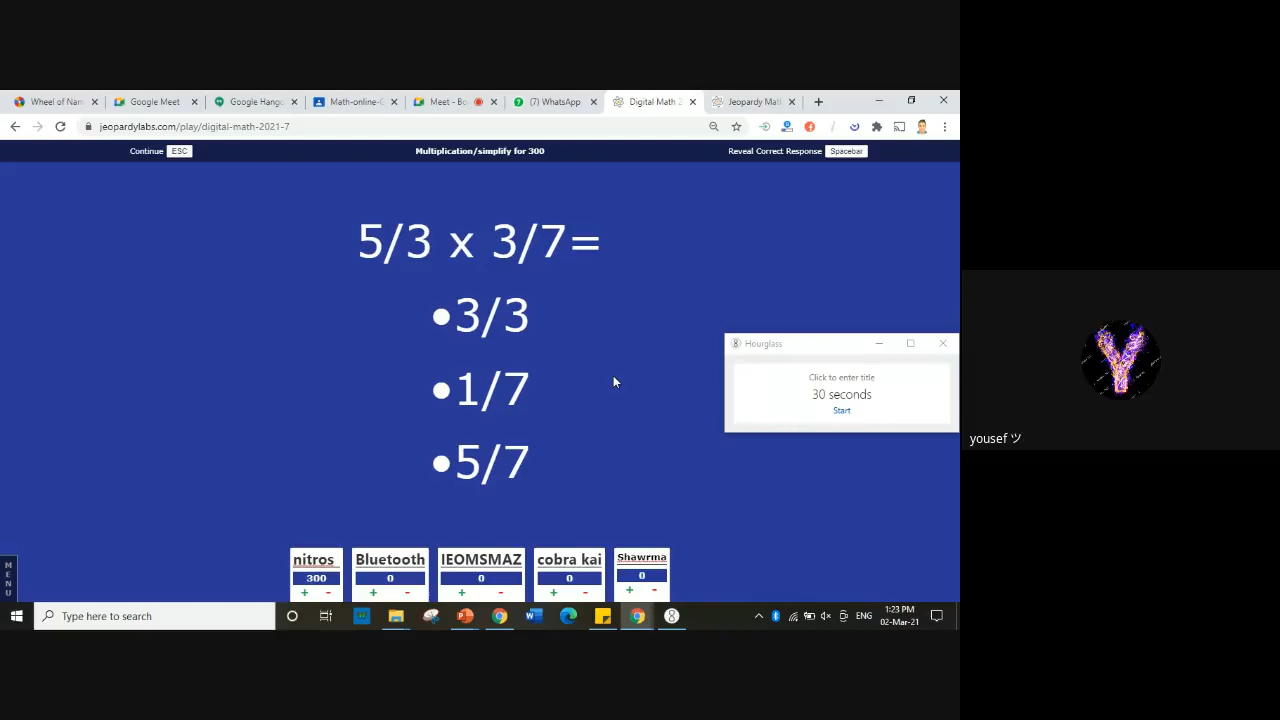 Wheel of Nam
Google Meet
Google Hango
Math-online-G
Meet - Bo
(7) WhatsApp
Digital Math 2
Jeopardy Mat
jeopardylabs.com/play/digital-math-2021-7
Continue ESC
Multiplication/simplify for 300
Reveal Correct Response Spacebar
5/3 x 3/7=
•3/3
•1/7
•5/7
Hourglass
Click to enter title
30 seconds
Start
yousef ツ
MENU
nitros Bluetooth IEOMSMAZ cobra kai Shawrma
300 0 0 0 0
+ - + - + - + - + -
Type here to search
ENG
1:23 PM
02-Mar-21